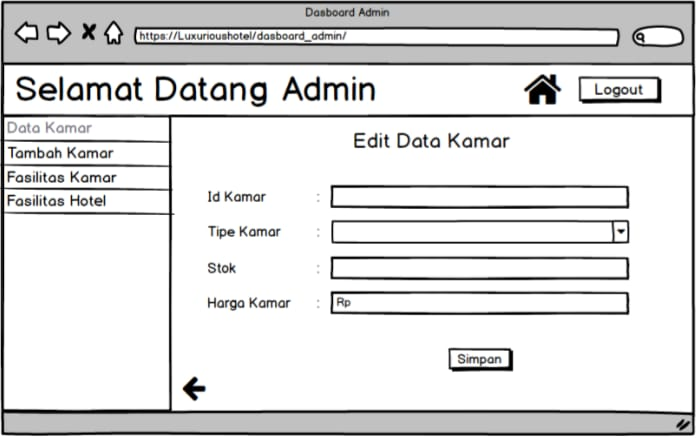 Dasboard Admin
https://Luxurioushotel/dasboard_admin/
Selamat Datang Admin
Logout
Data Kamar
Tambah Kamar
Fasilitas Kamar
Fasilitas Hotel
Edit Data Kamar
Id Kamar :
Tipe Kamar :
Stok :
Harga Kamar : Rp
Simpan